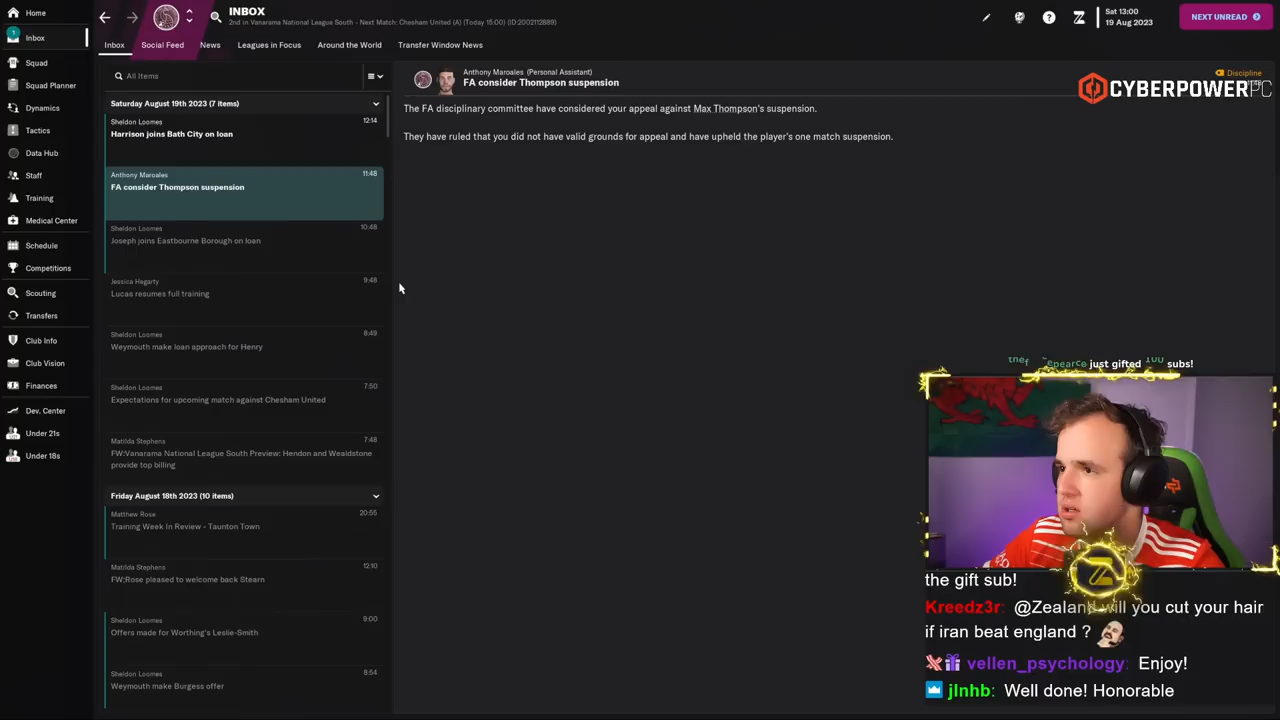 Home
INBOX
2nd in Vanarama National League South - Next Match: Chesham United (A) (Today 15:00) (ID:2002112889)
Sat 13:00
19 Aug 2023
NEXT UNREAD
1
Inbox
Squad
Squad Planner
Dynamics
Tactics
Data Hub
Staff
Training
Medical Center
Schedule
Competitions
Scouting
Transfers
Club Info
Club Vision
Finances
Dev. Center
Under 21s
Under 18s
Inbox
Social Feed
News
Leagues in Focus
Around the World
Transfer Window News
All Items
Saturday August 19th 2023 (7 items)
Sheldon Loomes 12:14
Harrison joins Bath City on loan
Anthony Maroales 11:48
FA consider Thompson suspension
Sheldon Loomes 10:48
Joseph joins Eastbourne Borough on loan
Jessica Hegarty 9:48
Lucas resumes full training
Sheldon Loomes 8:49
Weymouth make loan approach for Henry
Sheldon Loomes 7:50
Expectations for upcoming match against Chesham United
Matilda Stephens 7:48
FW:Vanarama National League South Preview: Hendon and Wealdstone
provide top billing
Friday August 18th 2023 (10 items)
Matthew Rose 20:55
Training Week In Review - Taunton Town
Matilda Stephens 12:10
FW:Rose pleased to welcome back Stearn
Sheldon Loomes 9:00
Offers made for Worthing's Leslie-Smith
Sheldon Loomes 8:54
Weymouth make Burgess offer
Anthony Maroales (Personal Assistant)
FA consider Thompson suspension
Discipline
CYBERPOWERPC
The FA disciplinary committee have considered your appeal against Max Thompson's suspension.
They have ruled that you did not have valid grounds for appeal and have upheld the player's one match suspension.
just gifted 100 subs!
the gift sub!
Kreedz3r: @Zealand will you cut your hair
if iran beat england ?
vellen_psychology: Enjoy!
jlnhb: Well done! Honorable